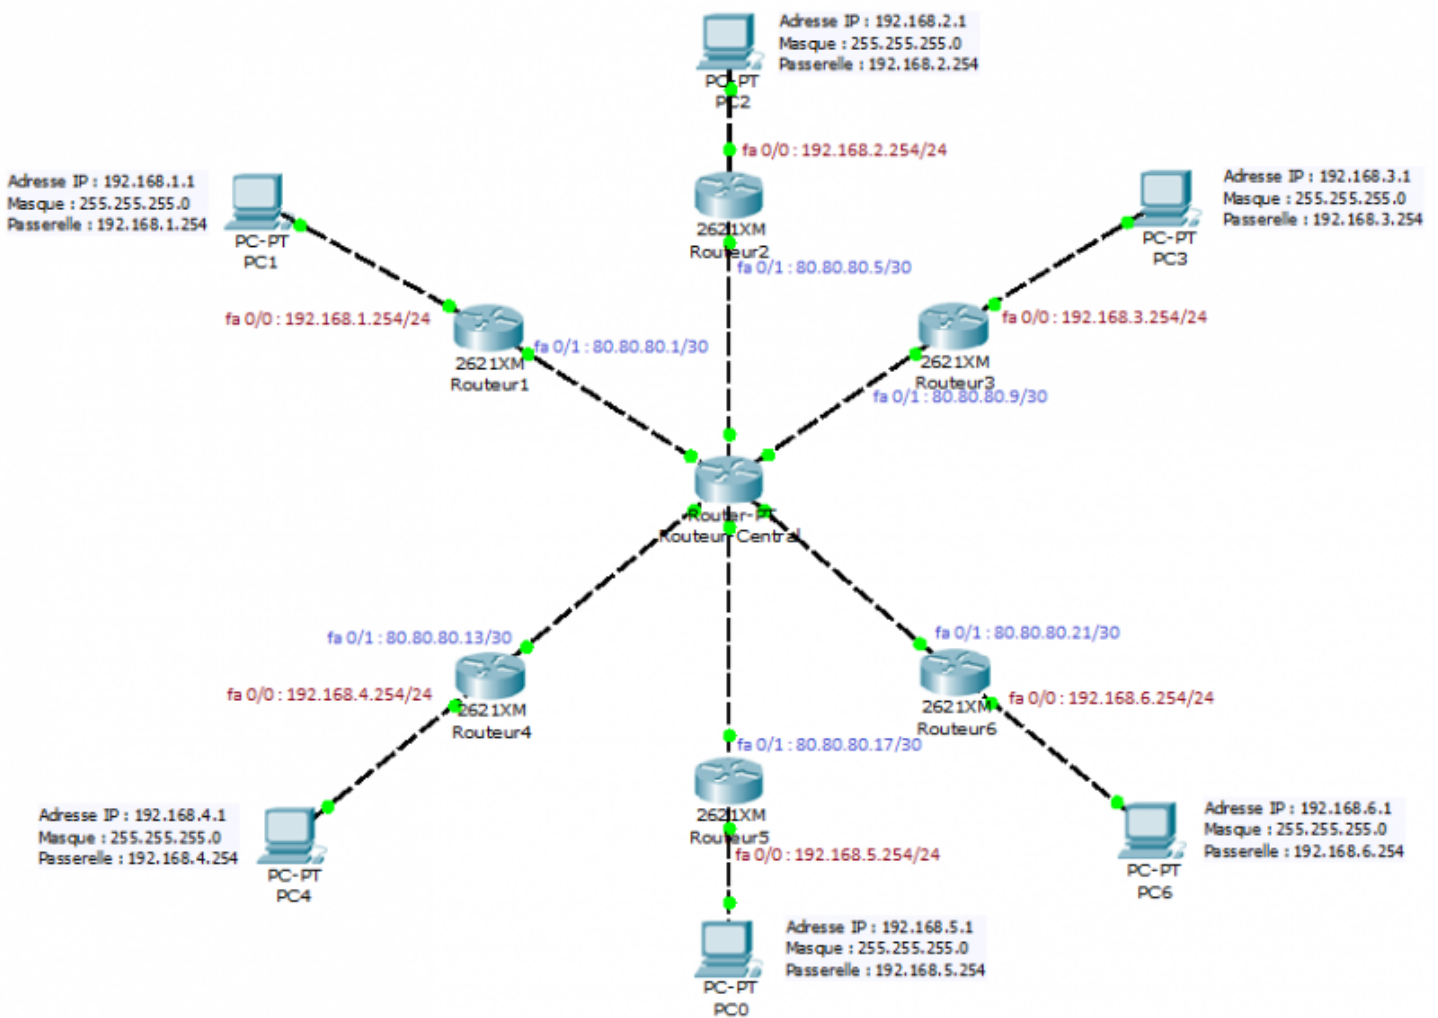 Adresse IP : 192.168.2.1
Masque : 255.255.255.0
Passerelle : 192.168.2.254
PC-PT
PC2
fa 0/0 : 192.168.2.254/24
2621XM
Routeur2
fa 0/1 : 80.80.80.5/30
Adresse IP : 192.168.1.1
Masque : 255.255.255.0
Passerelle : 192.168.1.254
PC-PT
PC1
fa 0/0 : 192.168.1.254/24
fa 0/1 : 80.80.80.1/30
2621XM
Routeur1
Adresse IP : 192.168.3.1
Masque : 255.255.255.0
Passerelle : 192.168.3.254
PC-PT
PC3
fa 0/0 : 192.168.3.254/24
2621XM
Routeur3
fa 0/1 : 80.80.80.9/30
Router-PT
Routeur-Central
fa 0/1 : 80.80.80.13/30
fa 0/0 : 192.168.4.254/24
2621XM
Routeur4
Adresse IP : 192.168.4.1
Masque : 255.255.255.0
Passerelle : 192.168.4.254
PC-PT
PC4
fa 0/1 : 80.80.80.17/30
2621XM
Routeur5
fa 0/0 : 192.168.5.254/24
Adresse IP : 192.168.5.1
Masque : 255.255.255.0
Passerelle : 192.168.5.254
PC-PT
PC0
fa 0/1 : 80.80.80.21/30
fa 0/0 : 192.168.6.254/24
2621XM
Routeur6
Adresse IP : 192.168.6.1
Masque : 255.255.255.0
Passerelle : 192.168.6.254
PC-PT
PC6